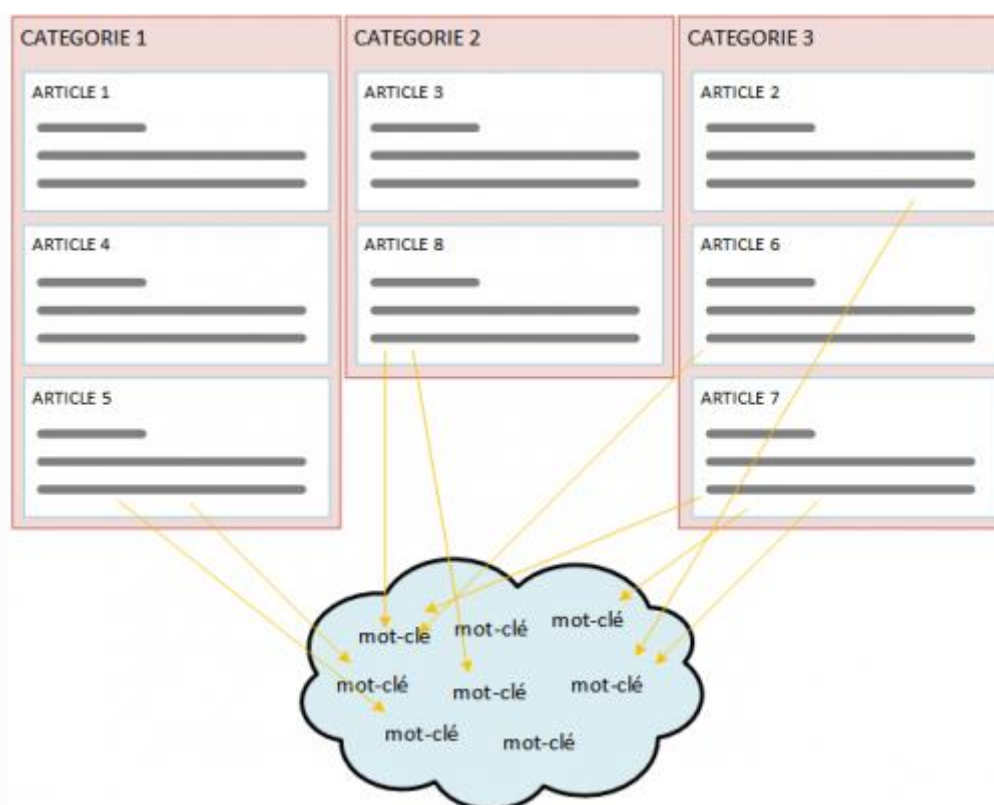 CATEGORIE 1
ARTICLE 1
ARTICLE 4
ARTICLE 5
CATEGORIE 2
ARTICLE 3
ARTICLE 8
CATEGORIE 3
ARTICLE 2
ARTICLE 6
ARTICLE 7
mot-clé mot-clé mot-clé
mot-clé mot-clé mot-clé
mot-clé mot-clé